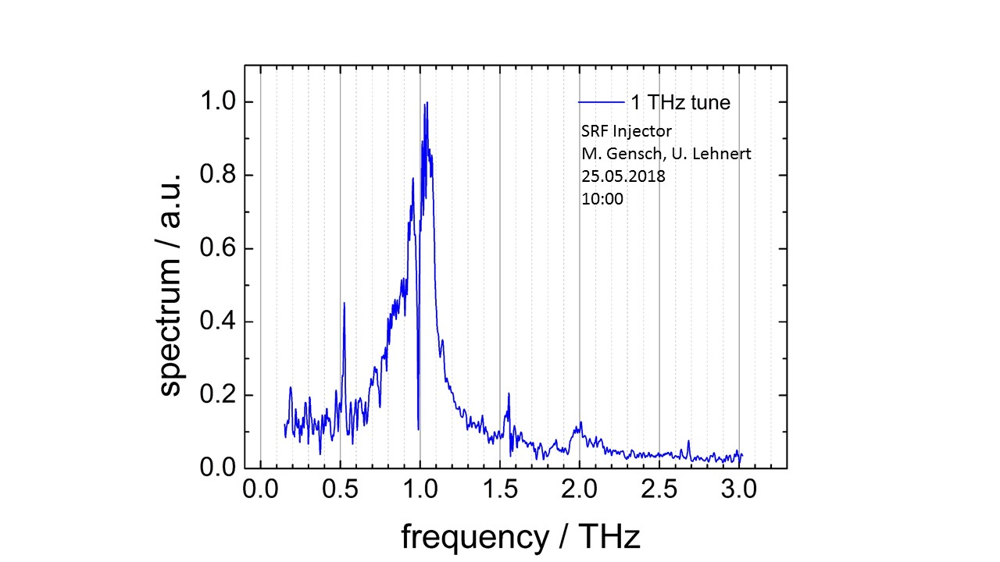 1 THz tune
SRF Injector
M. Gensch, U. Lehnert
25.05.2018
10:00
spectrum / a.u.
1.0
0.8
0.6
0.4
0.2
0.0
0.0 0.5 1.0 1.5 2.0 2.5 3.0
frequency / THz